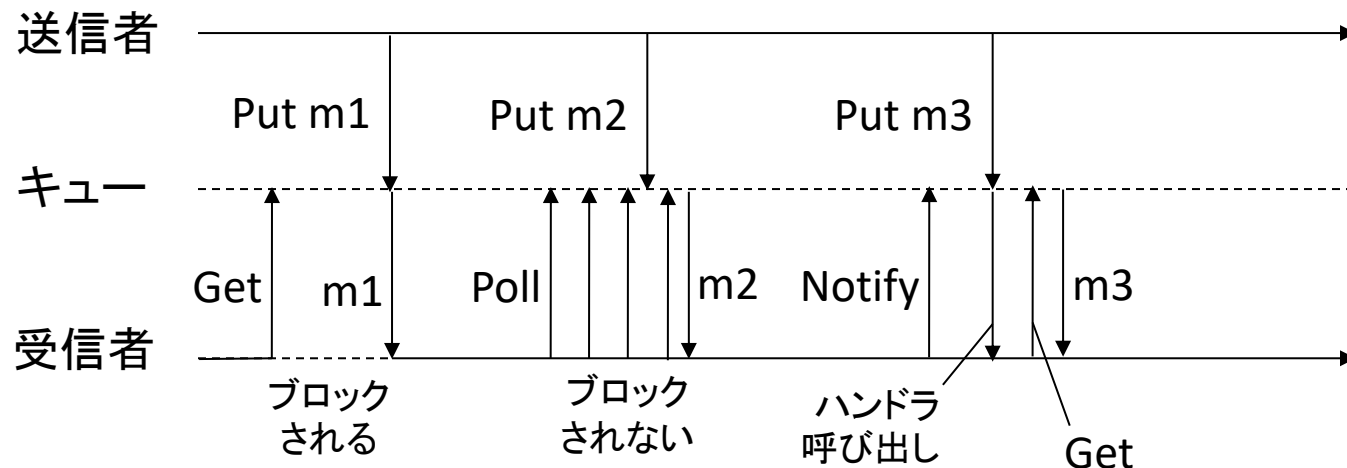 送信者
Put m1
Put m2
Put m3
キュー
Get
m1
Poll
m2
Notify
m3
受信者
ブロック
される
ブロック
されない
ハンドラ
呼び出し
Get